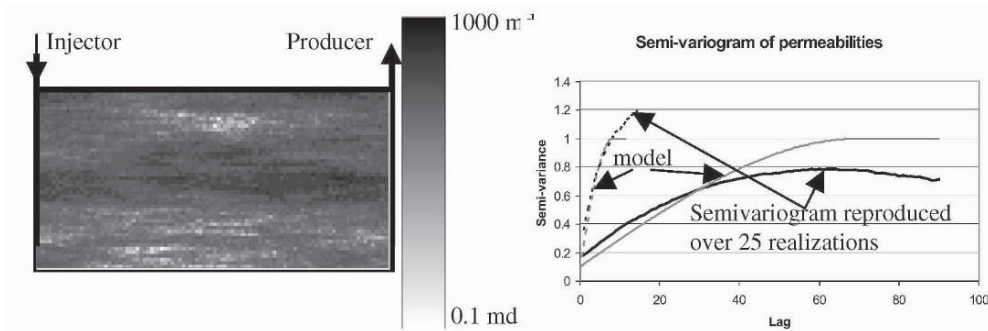 Injector
Producer
1000 m
0.1 md
Semi-variogram of permeabilities
Semi-variance
1.4
1.2
1
0.8
0.6
0.4
0.2
0
model
Semivariogram reproduced
over 25 realizations
0
20
40
60
80
100
Lag